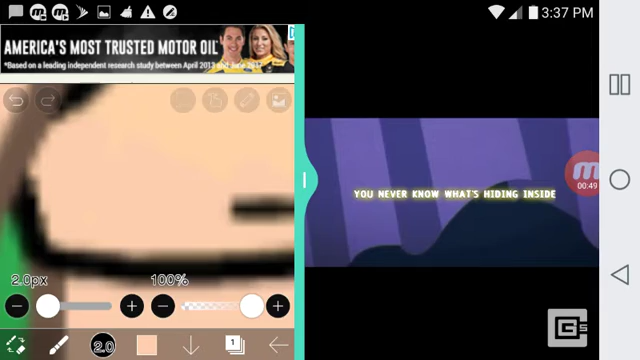 3:37 PM
AMERICA'S MOST TRUSTED MOTOR OIL*
*Based on a leading independent research study between April 2013 and June 2017
2.0px
100%
2.0
1
YOU NEVER KNOW WHAT'S HIDING INSIDE
00:49